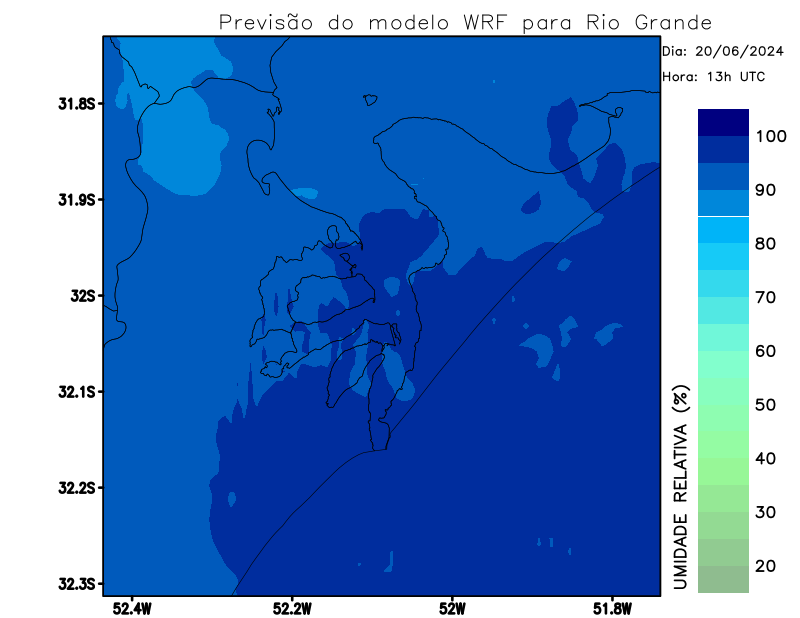 Previsão do modelo WRF para Rio Grande
Dia: 20/06/2024
Hora: 13h UTC
31.8S
31.9S
32S
32.1S
32.2S
32.3S
52.4W
52.2W
52W
51.8W
UMIDADE RELATIVA (%)
100
90
80
70
60
50
40
30
20